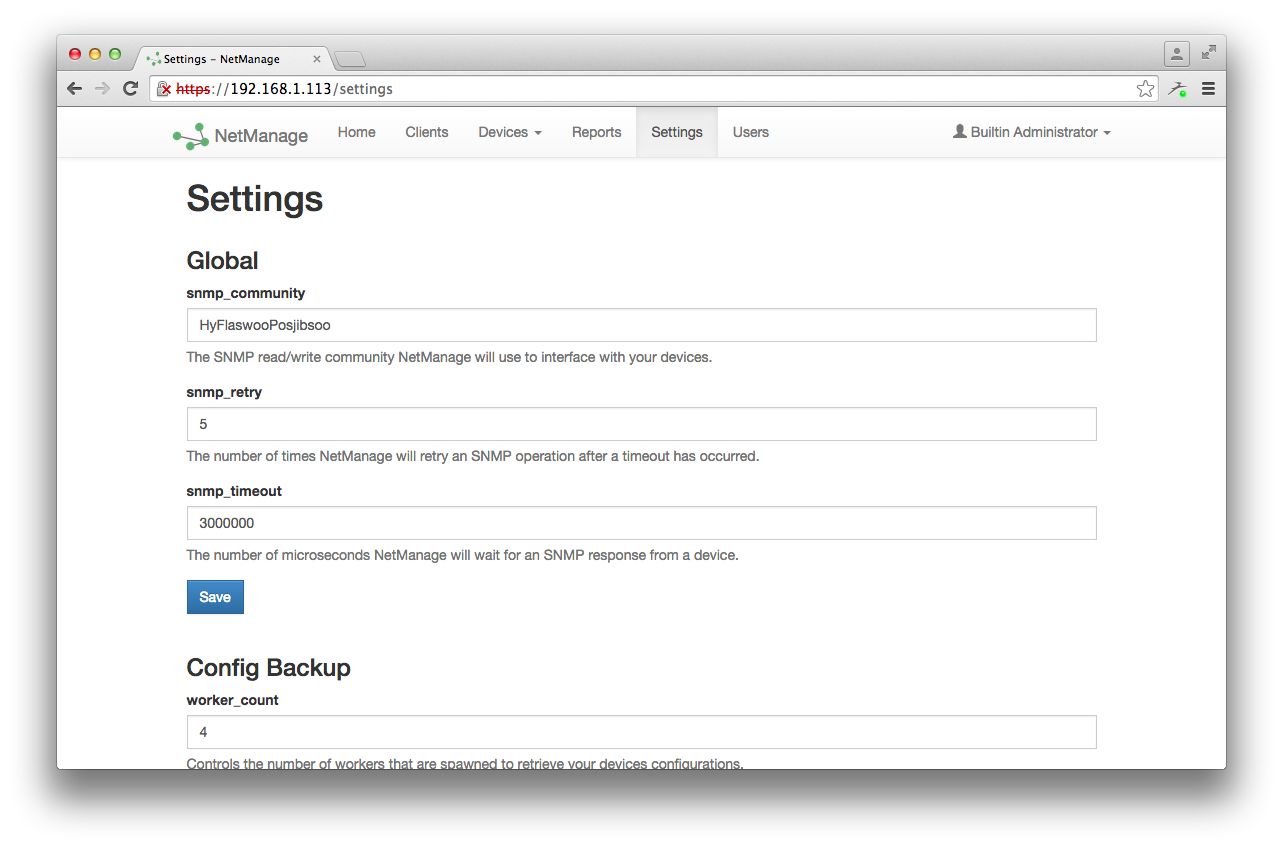 Settings – NetManage
https://192.168.1.113/settings
NetManage Home Clients Devices Reports Settings Users Builtin Administrator
Settings
Global
snmp_community
HyFlaswooPosjibsoo
The SNMP read/write community NetManage will use to interface with your devices.
snmp_retry
5
The number of times NetManage will retry an SNMP operation after a timeout has occurred.
snmp_timeout
3000000
The number of microseconds NetManage will wait for an SNMP response from a device.
Save
Config Backup
worker_count
4
Controls the number of workers that are spawned to retrieve your devices configurations.